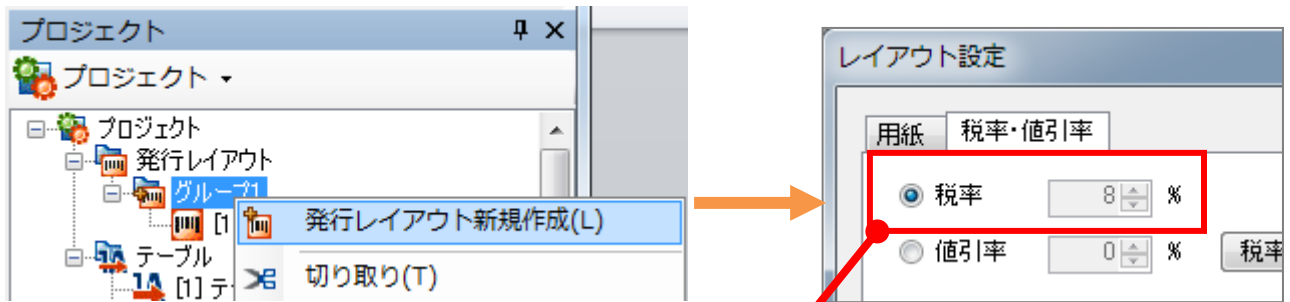 プロジェクト
プロジェクト
プロジェクト
発行レイアウト
グループ1
[1
発行レイアウト新規作成(L)
テーブル
[1] テ
切り取り(T)
レイアウト設定
用紙 税率・値引率
税率 8 %
値引率 0 % 税率